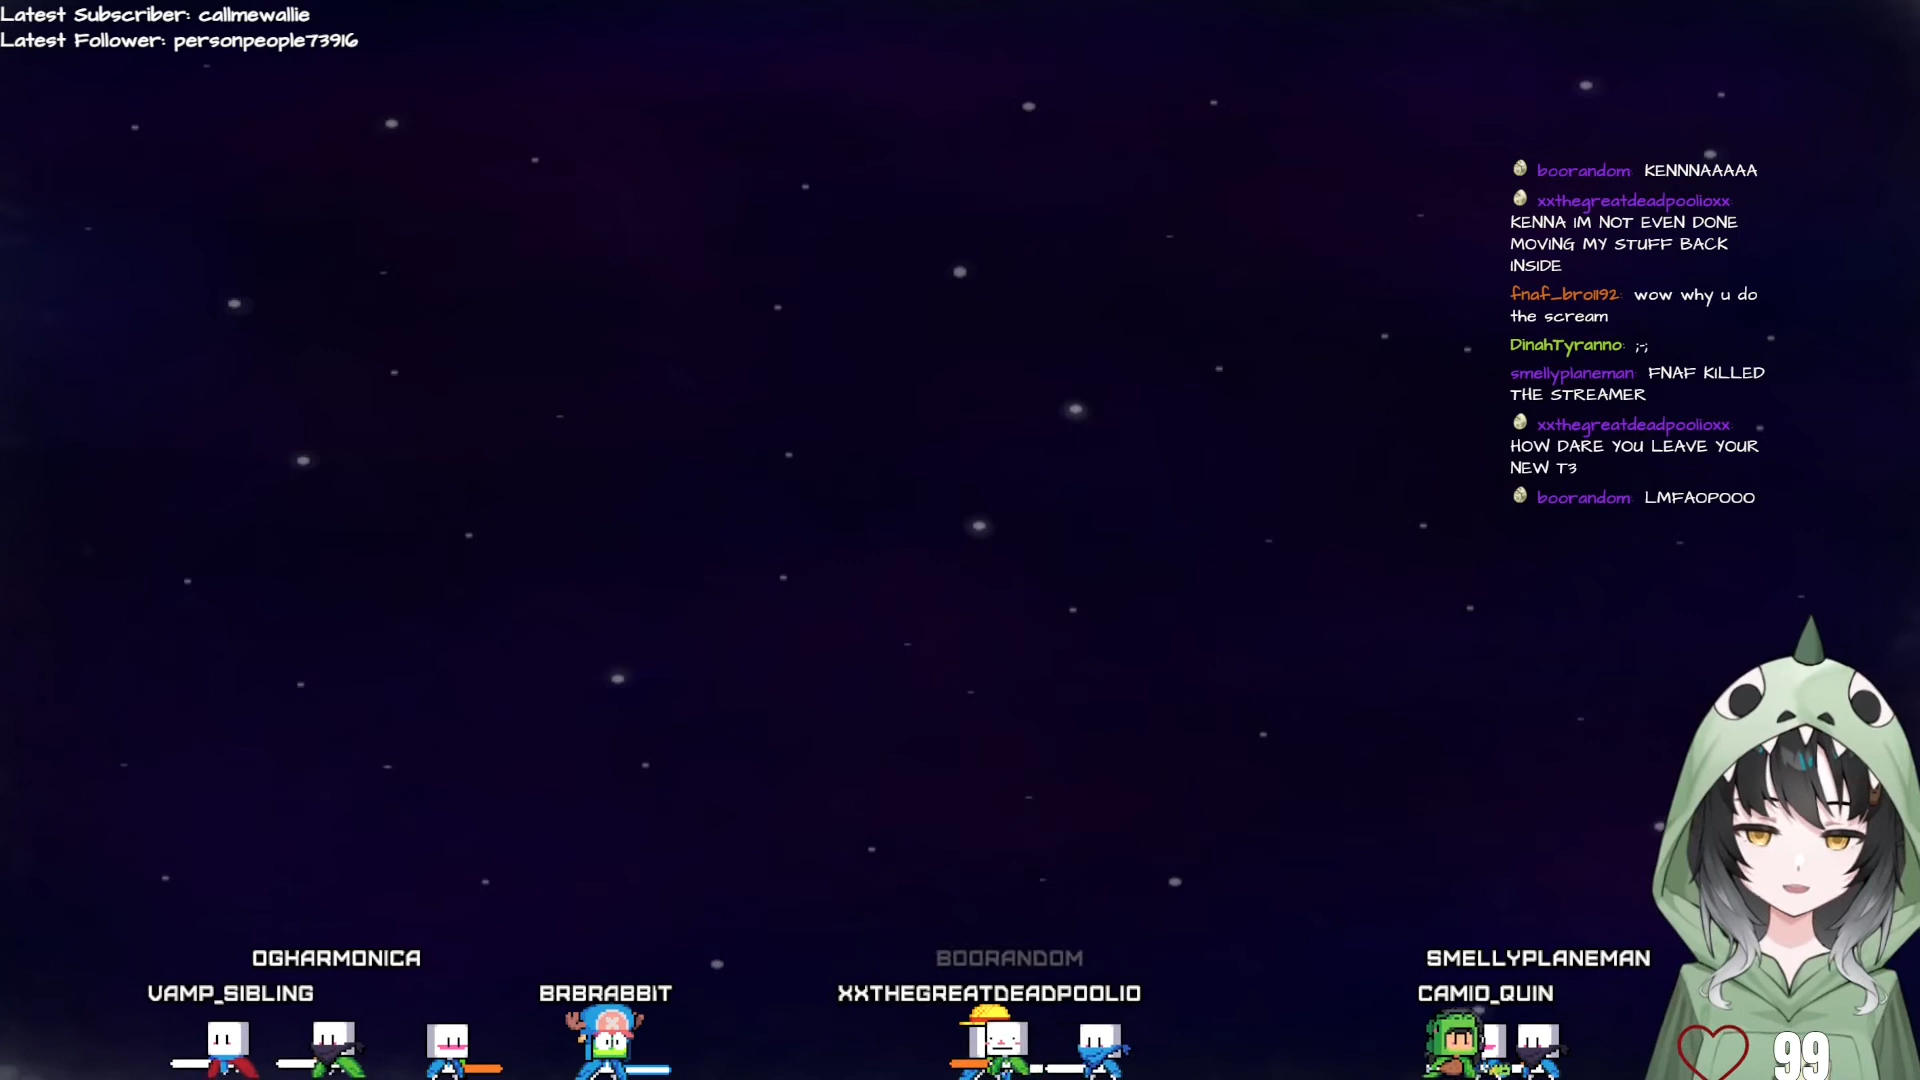 Latest Subscriber: callmewallie
Latest Follower: personpeople73916
boorandom: KENNNAAAAA
xxthegreatdeadpoolioxx:
KENNA IM NOT EVEN DONE
MOVING MY STUFF BACK
INSIDE
fnaf_bro1192: wow why u do
the scream
DinahTyranno: ;-;
smellyplaneman: FNAF KILLED
THE STREAMER
xxthegreatdeadpoolioxx:
HOW DARE YOU LEAVE YOUR
NEW T3
boorandom: LMFAOPOOO
OGHARMONICA
BOORANDOM
SMELLYPLANEMAN
VAMP_SIBLING
BRBRABBIT
XXTHEGREATDEADPOOLIO
CAMIO_QUIN
99